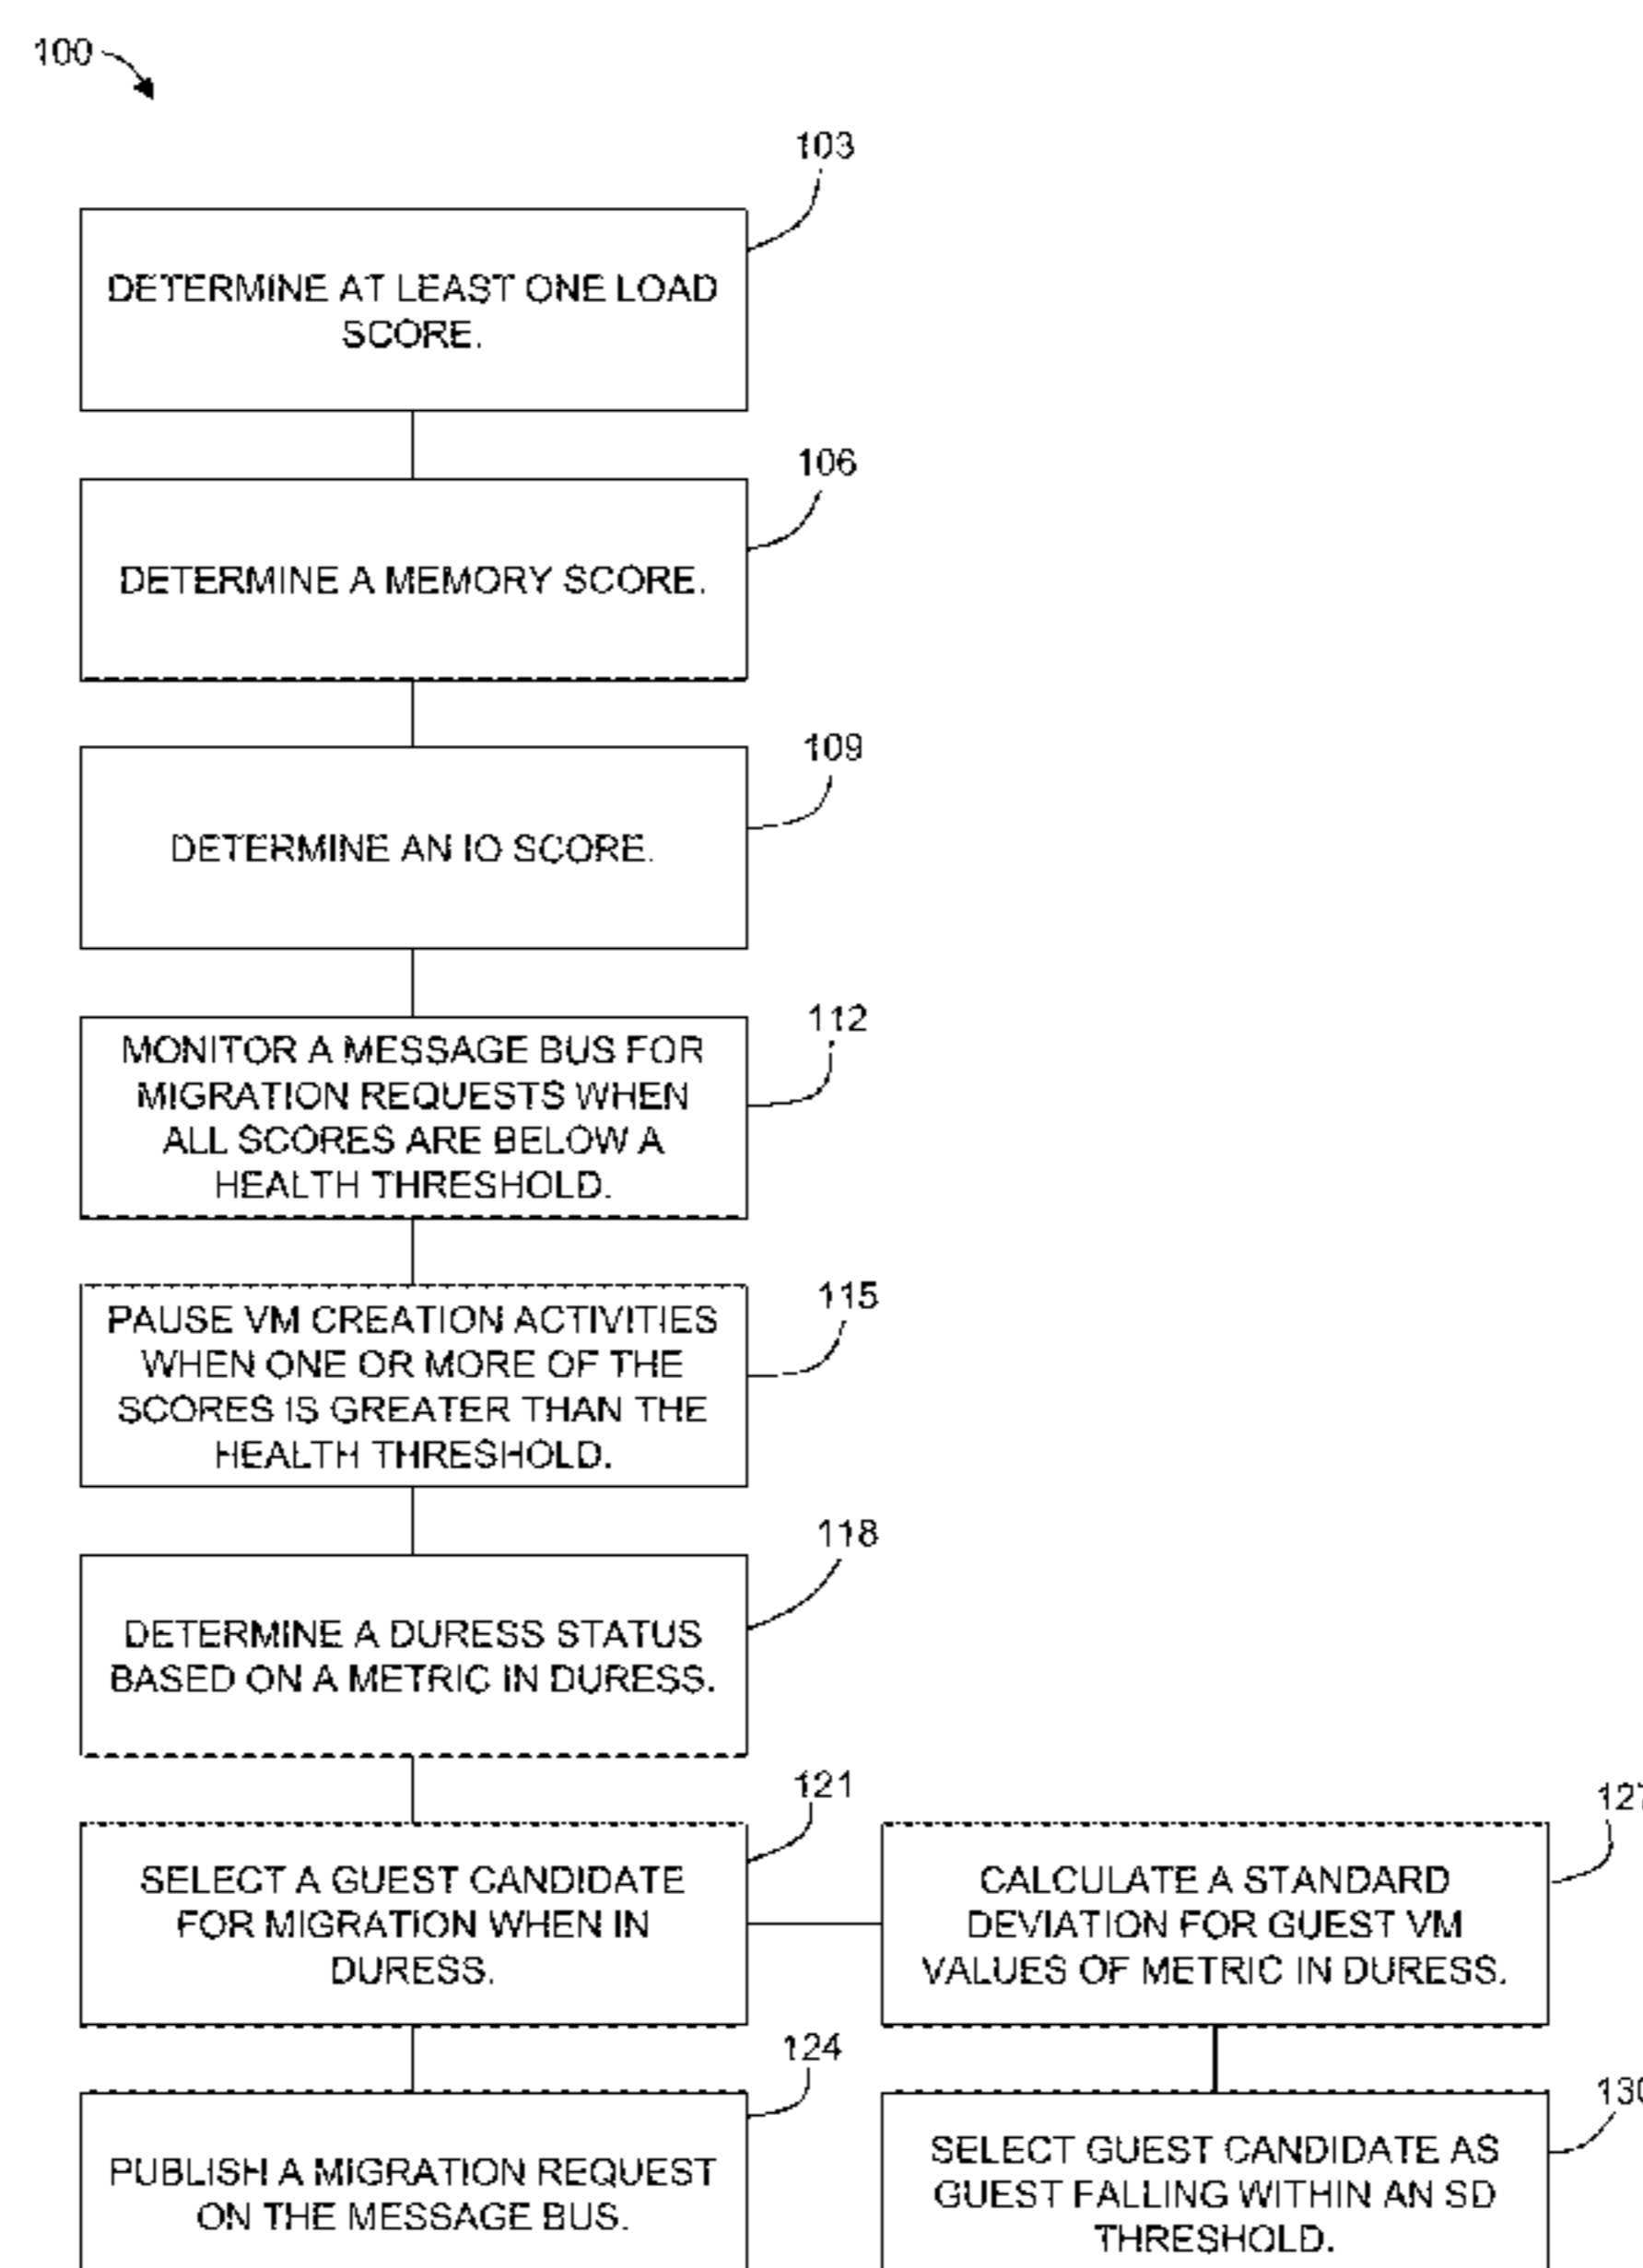 100
103
DETERMINE AT LEAST ONE LOAD
SCORE.
106
DETERMINE A MEMORY SCORE.
109
DETERMINE AN IO SCORE.
112
MONITOR A MESSAGE BUS FOR
MIGRATION REQUESTS WHEN
ALL SCORES ARE BELOW A
HEALTH THRESHOLD.
115
PAUSE VM CREATION ACTIVITIES
WHEN ONE OR MORE OF THE
SCORES IS GREATER THAN THE
HEALTH THRESHOLD.
118
DETERMINE A DURESS STATUS
BASED ON A METRIC IN DURESS.
121
SELECT A GUEST CANDIDATE
FOR MIGRATION WHEN IN
DURESS.
127
CALCULATE A STANDARD
DEVIATION FOR GUEST VM
VALUES OF METRIC IN DURESS.
124
PUBLISH A MIGRATION REQUEST
ON THE MESSAGE BUS.
130
SELECT GUEST CANDIDATE AS
GUEST FALLING WITHIN AN SD
THRESHOLD.